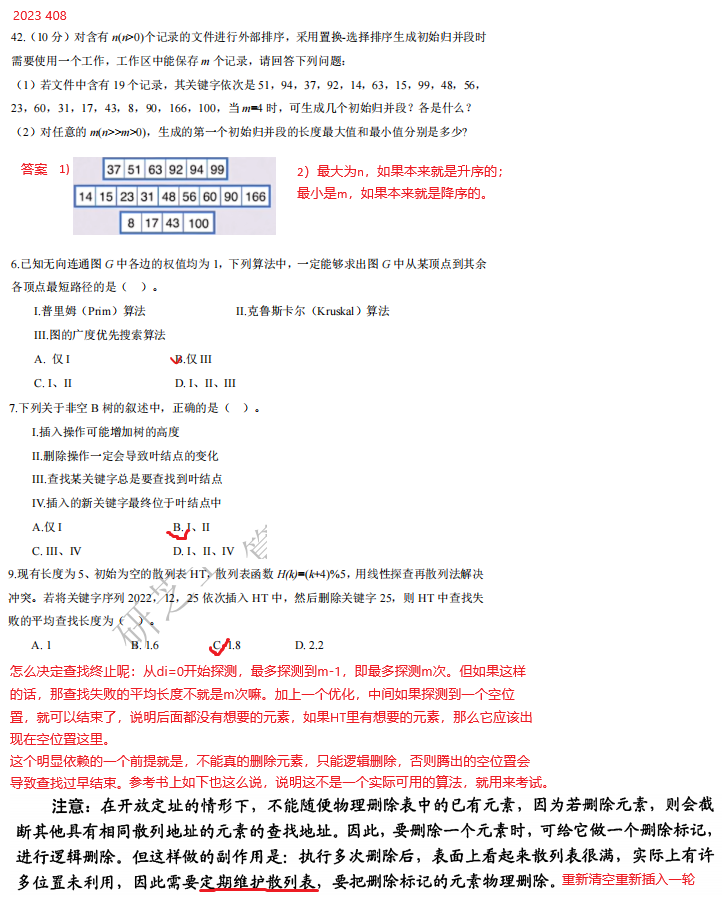 2023 408
42.(10 分)对含有 n(n>0)个记录的文件进行外部排序，采用置换-选择排序生成初始归并段时
需要使用一个工作，工作区中能保存 m 个记录，请回答下列问题：
（1）若文件中含有 19 个记录，其关键字依次是 51，94，37，92，14，63，15，99，48，56，
23，60，31，17，43，8，90，166，100，当 m=4 时，可生成几个初始归并段？各是什么？
（2）对任意的 m(n>>m>0)，生成的第一个初始归并段的长度最大值和最小值分别是多少?
答案 1)
37 51 63 92 94 99
14 15 23 31 48 56 60 90 166
8 17 43 100
2）最大为n，如果本来就是升序的；
最小是m，如果本来就是降序的。
6.已知无向连通图 G 中各边的权值均为 1，下列算法中，一定能够求出图 G 中从某顶点到其余
各顶点最短路径的是（ ）。
I.普里姆（Prim）算法 II.克鲁斯卡尔（Kruskal）算法
III.图的广度优先搜索算法
A. 仅 I B.仅 III
C. I、II D. I、II、III
7.下列关于非空 B 树的叙述中，正确的是（ ）。
I.插入操作可能增加树的高度
II.删除操作一定会导致叶结点的变化
III.查找某关键字总是要查找到叶结点
IV.插入的新关键字最终位于叶结点中
A.仅 I B. I、II
C. III、IV D. I、II、IV
9.现有长度为 5、初始为空的散列表 HT，散列表函数 H(k)=(k+4)%5，用线性探查再散列法解决
冲突。若将关键字序列 2022，12，25 依次插入 HT 中，然后删除关键字 25，则 HT 中查找失
败的平均查找长度为（ ）。
A. 1 B. 1.6 C. 1.8 D. 2.2
怎么决定查找终止呢：从di=0开始探测，最多探测到m-1，即最多探测m次。但如果这样
的话，那查找失败的平均长度不就是m次嘛。加上一个优化，中间如果探测到一个空位
置，就可以结束了，说明后面都没有想要的元素，如果HT里有想要的元素，那么它应该出
现在空位置这里。
这个明显依赖的一个前提就是，不能真的删除元素，只能逻辑删除，否则腾出的空位置会
导致查找过早结束。参考书上如下也这么说，说明这不是一个实际可用的算法，就用来考试。
注意：在开放定址的情形下，不能随便物理删除表中的已有元素，因为若删除元素，则会截
断其他具有相同散列地址的元素的查找地址。因此，要删除一个元素时，可给它做一个删除标记，
进行逻辑删除。但这样做的副作用是：执行多次删除后，表面上看起来散列表很满，实际上有许
多位置未利用，因此需要定期维护散列表，要把删除标记的元素物理删除。重新清空重新插入一轮